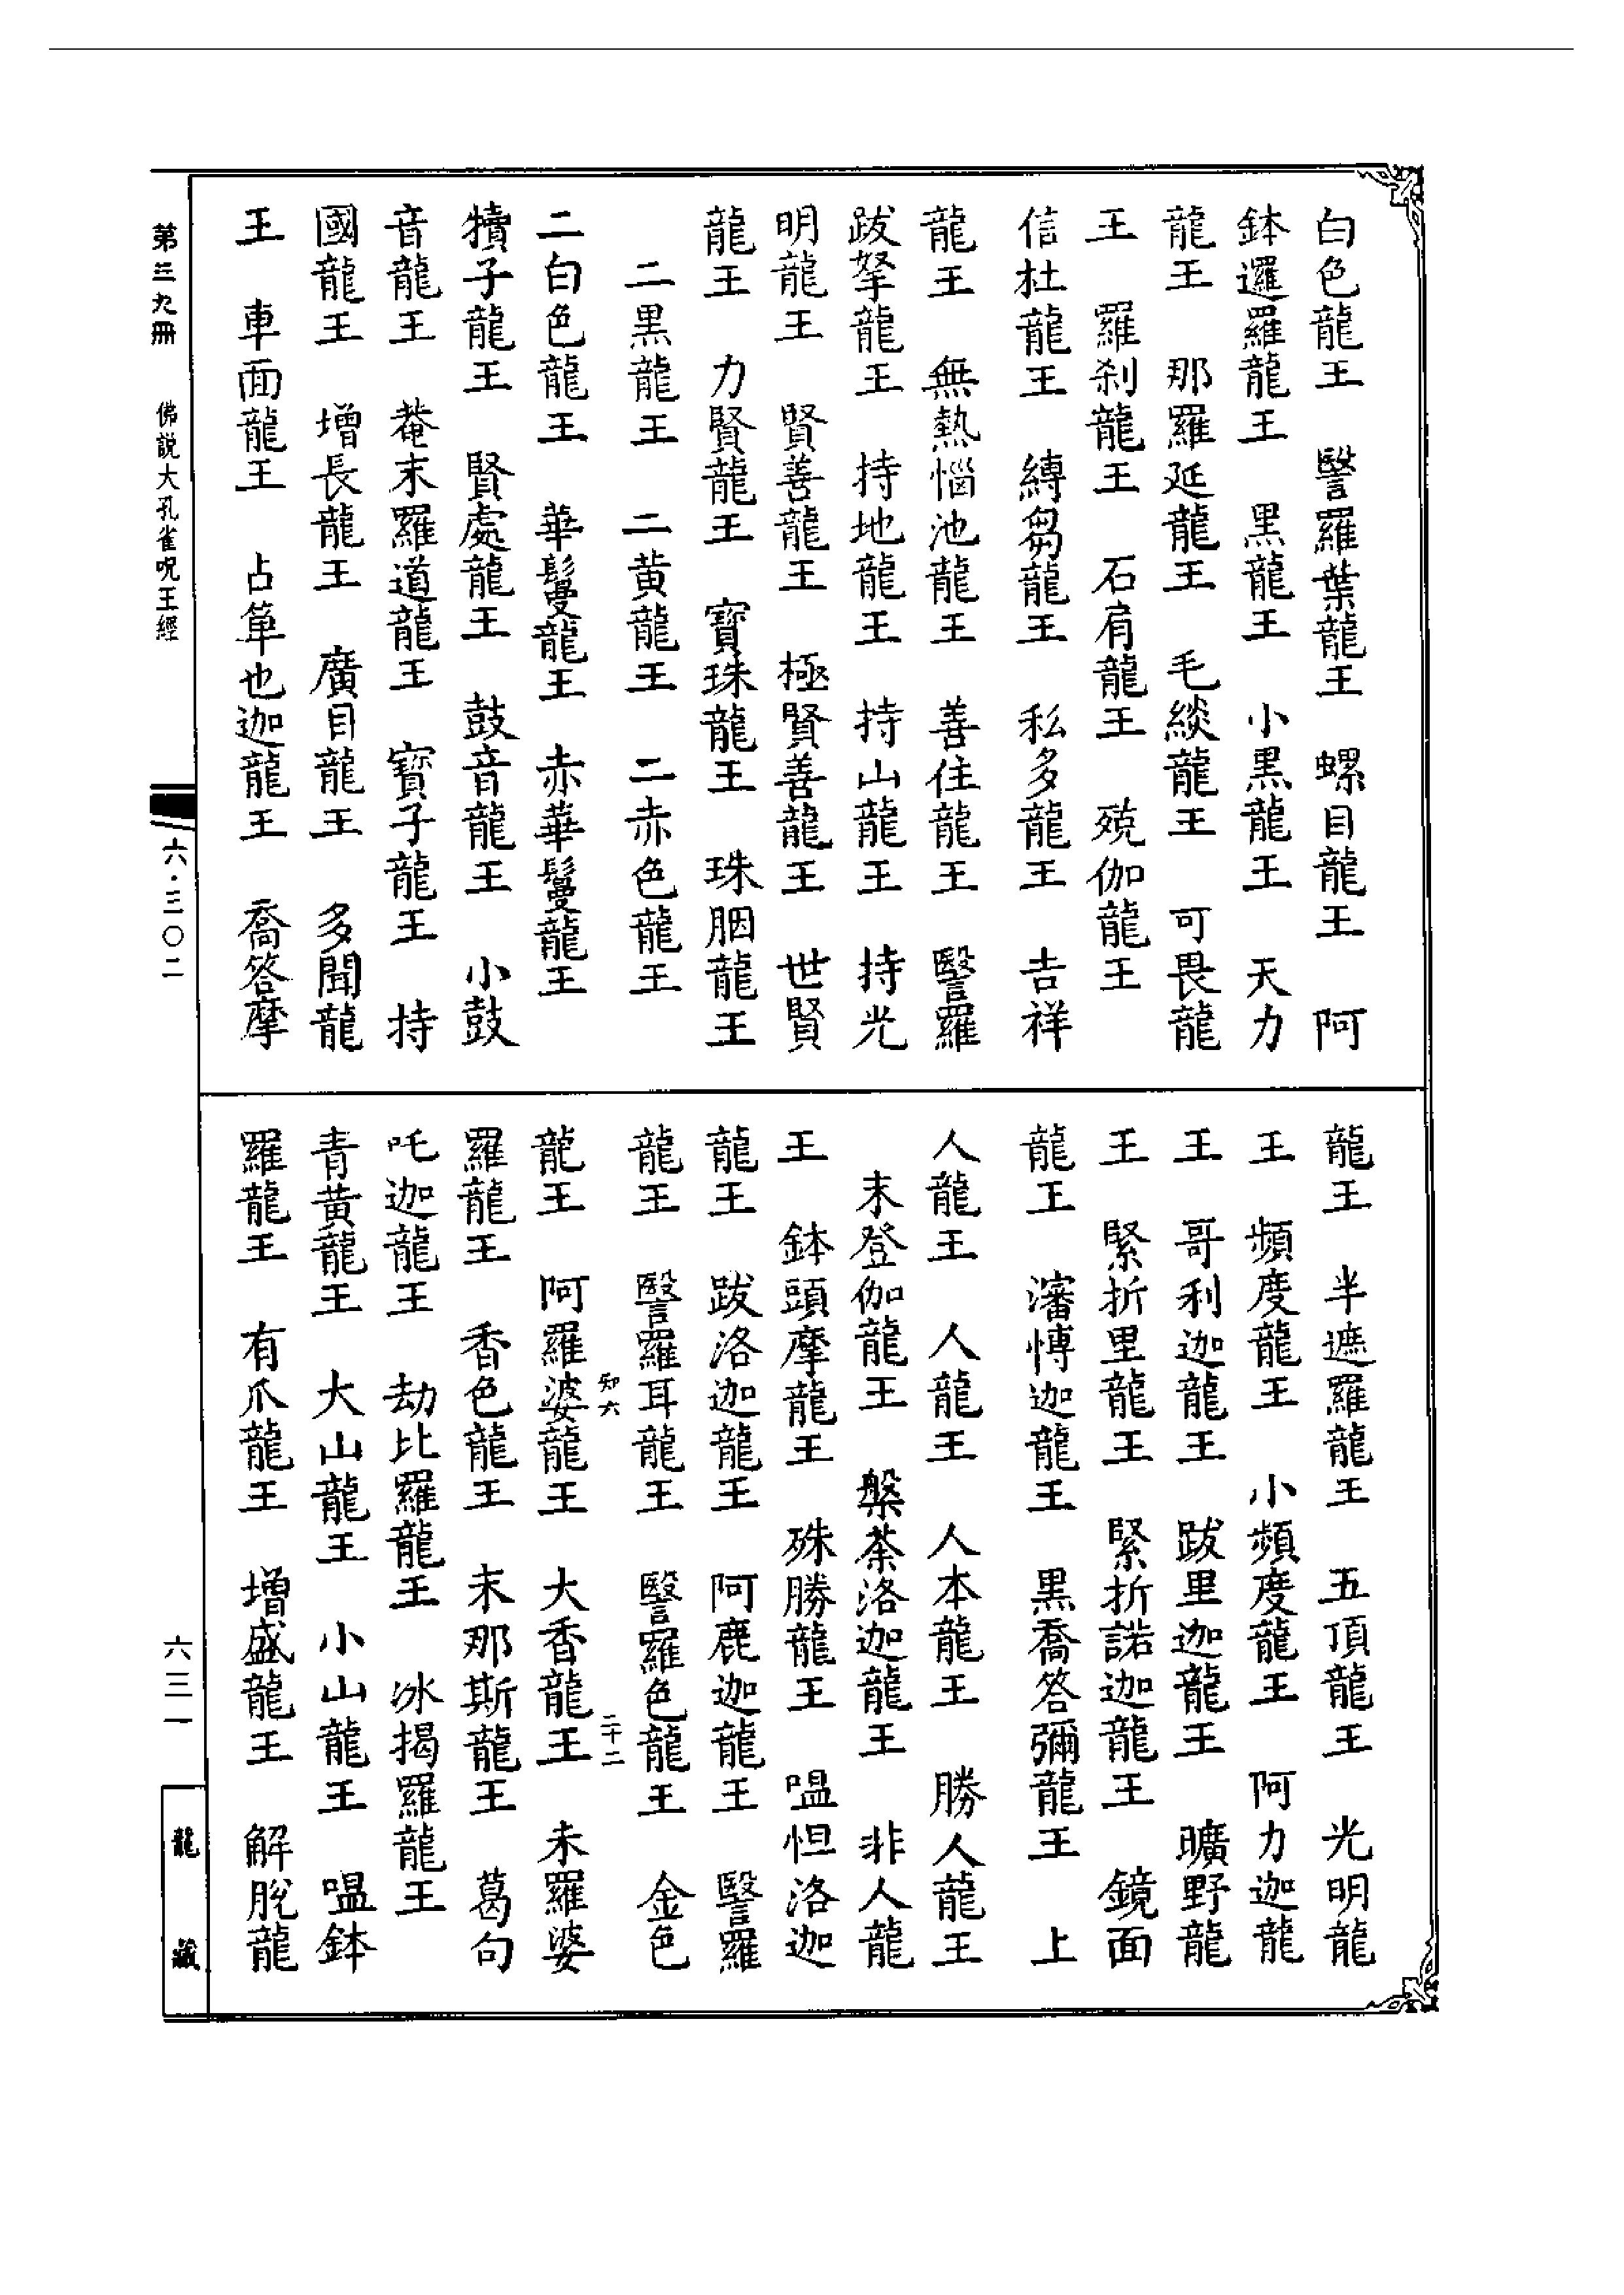 白色龍王　瑿羅葉龍王　螺目龍王　阿
鉢邏羅龍王　黑龍王　小黑龍王　天力
龍王　那羅延龍王　毛緂龍王　可畏龍
王　羅刹龍王　石肩龍王　殑伽龍王
信杜龍王　縛芻龍王　私多龍王　吉祥
龍王　無熱惱池龍王　善住龍王　瑿羅
跋拏龍王　持地龍王　持山龍王　持光
明龍王　賢善龍王　極賢善龍王　世賢
龍王　力賢龍王　寶珠龍王　珠胭龍王
二黑龍王　二黄龍王　二赤色龍王
二白色龍王　華鬘龍王　赤華鬘龍王
犢子龍王　賢處龍王　鼓音龍王　小鼓
音龍王　菴末羅道龍王　寶子龍王　持
國龍王　增長龍王　廣目龍王　多聞龍
王　車面龍王　占箄也迦龍王　喬答摩
龍王　半遮羅龍王　五頂龍王　光明龍
王　頻度龍王　小頻度龍王　阿力迦龍
王　哥利迦龍王　跋里迦龍王　曠野龍
王　緊折里龍王　緊折諾迦龍王　鏡面
龍王　瀋愽迦龍王　黑喬答彌龍王　上
人龍王　人龍王　人本龍王　勝人龍王
末登伽龍王　槃荼洛迦龍王　非人龍
王　鉢頭摩龍王　殊勝龍王　嗢怛洛迦
龍王　跋洛迦龍王　阿鹿迦龍王　瑿羅
龍王　瑿羅耳龍王　瑿羅色龍王　金色
知六　二十二
龍王　阿羅婆龍王　大香龍王　末羅婆
羅龍王　香色龍王　末那斯龍王　葛句
吒迦龍王　劫比羅龍王　冰揭羅龍王
青黄龍王　大山龍王　小山龍王　嗢鉢
羅龍王　有爪龍王　增盛龍王　解脫龍
第三九冊　佛説大孔雀呪王經
六·三〇二
六三一
龍藏